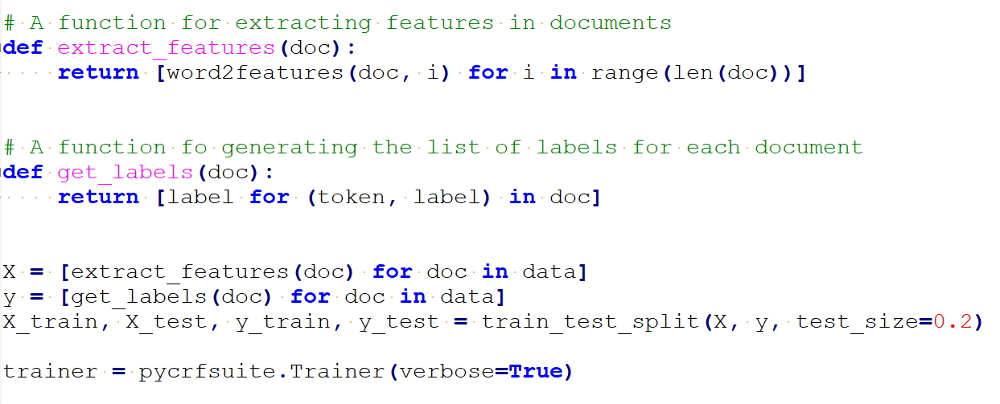 # A function for extracting features in documents
def extract_features(doc):
    return [word2features(doc, i) for i in range(len(doc))]
# A function fo generating the list of labels for each document
def get_labels(doc):
    return [label for (token, label) in doc]
X = [extract_features(doc) for doc in data]
y = [get_labels(doc) for doc in data]
X_train, X_test, y_train, y_test = train_test_split(X, y, test_size=0.2)
trainer = pycrfsuite.Trainer(verbose=True)